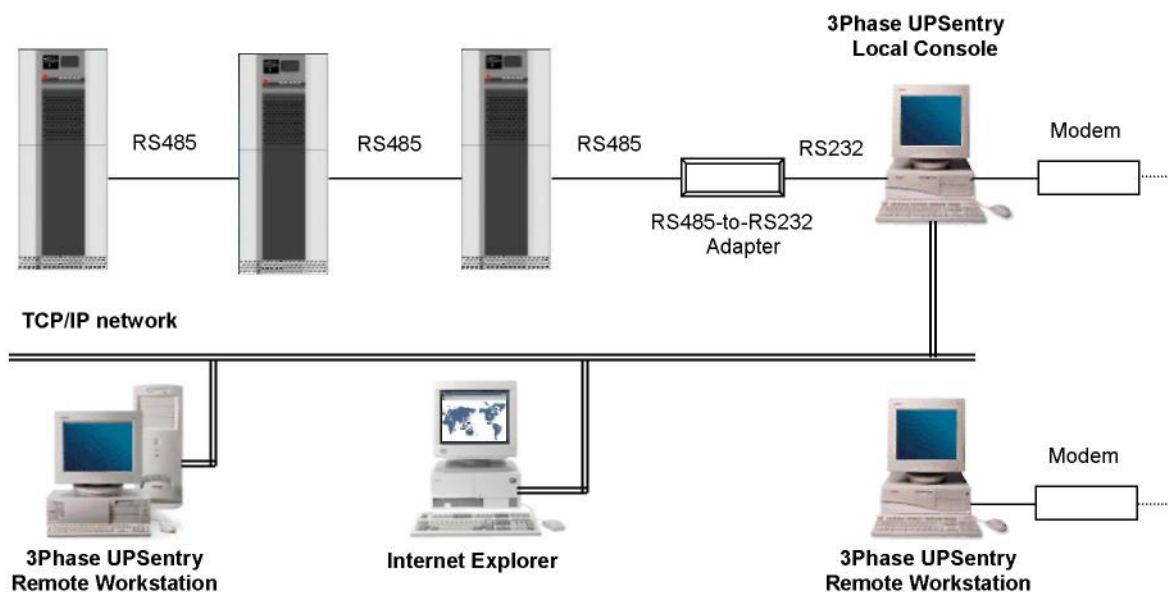 3Phase UPSentry
Local Console
RS485
RS485
RS485
RS232
Modem
RS485-to-RS232
Adapter
TCP/IP network
Modem
3Phase UPSentry
Remote Workstation
Internet Explorer
3Phase UPSentry
Remote Workstation